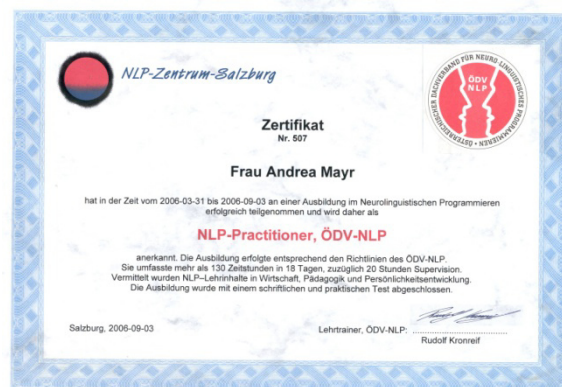 NLP-Zentrum-Salzburg
ÖSTERREICHISCHER DACHVERBAND FÜR NEURO-LINGUISTISCHES PROGRAMMIEREN
ÖDV
NLP
Zertifikat
Nr. 507
Frau Andrea Mayr
hat in der Zeit vom 2006-03-31 bis 2006-09-03 an einer Ausbildung im Neurolinguistischen Programmieren
erfolgreich teilgenommen und wird daher als
NLP-Practitioner, ÖDV-NLP
anerkannt. Die Ausbildung erfolgte entsprechend den Richtlinien des ÖDV-NLP.
Sie umfasste mehr als 130 Zeitstunden in 18 Tagen, zuzüglich 20 Stunden Supervision.
Vermittelt wurden NLP–Lehrinhalte in Wirtschaft, Pädagogik und Persönlichkeitsentwicklung.
Die Ausbildung wurde mit einem schriftlichen und praktischen Test abgeschlossen.
Salzburg, 2006-09-03
Lehrtrainer, ÖDV-NLP:
Rudolf Kronreif